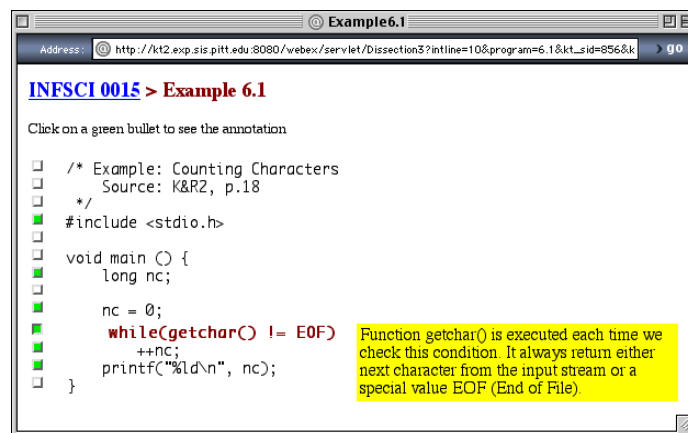 Example6.1
Address: http://kt2.exp.sis.pitt.edu:8080/webex/servlet/Dissection3?intline=10&program=6.1&kt_sid=856&k go
INFSCI 0015 > Example 6.1
Click on a green bullet to see the annotation
/* Example: Counting Characters
Source: K&R2, p.18
*/
#include <stdio.h>
void main () {
long nc;
nc = 0;
while(getchar() != EOF)
++nc;
printf("%ld\n", nc);
}
Function getchar() is executed each time we
check this condition. It always return either
next character from the input stream or a
special value EOF (End of File).